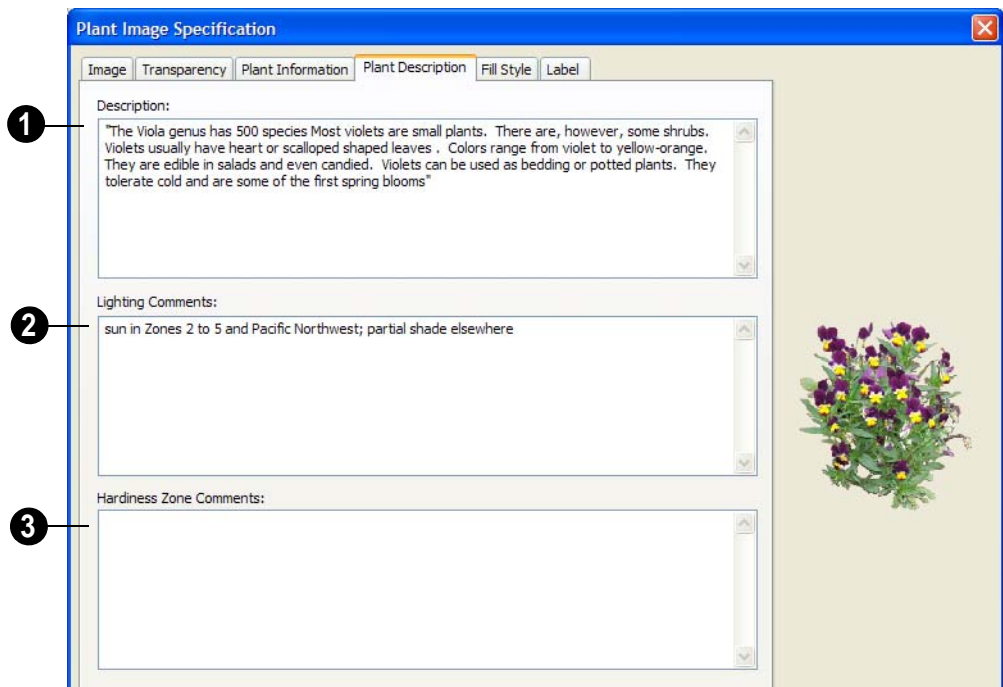 Plant Image Specification
Image Transparency Plant Information Plant Description Fill Style Label
1
Description:
"The Viola genus has 500 species Most violets are small plants.  There are, however, some shrubs.
Violets usually have heart or scalloped shaped leaves .  Colors range from violet to yellow-orange.
They are edible in salads and even candied.  Violets can be used as bedding or potted plants.  They
tolerate cold and are some of the first spring blooms"
2
Lighting Comments:
sun in Zones 2 to 5 and Pacific Northwest; partial shade elsewhere
3
Hardiness Zone Comments: